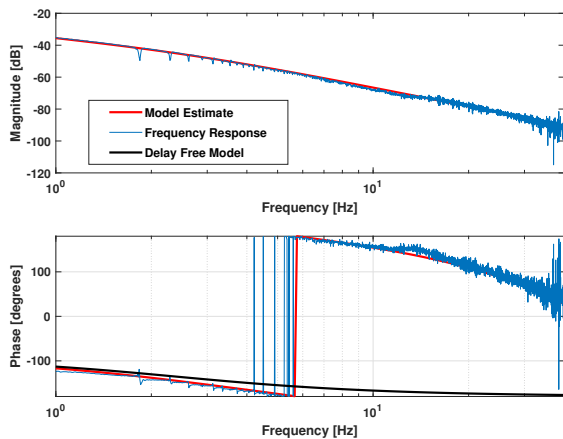 -20
-40
-60
-80
-100
-120
Magnitude [dB]
Model Estimate
Frequency Response
Delay Free Model
10^0
10^1
Frequency [Hz]
100
0
-100
Phase [degrees]
10^0
10^1
Frequency [Hz]